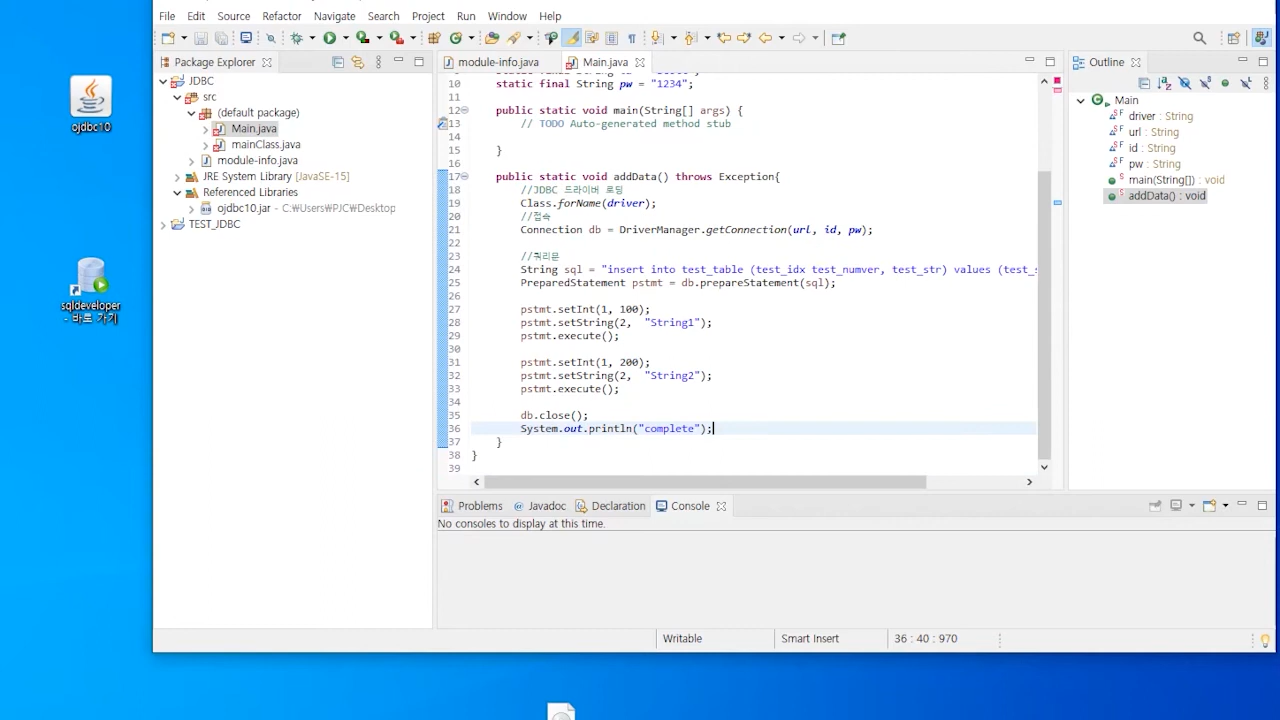 File Edit Source Refactor Navigate Search Project Run Window Help
Package Explorer
JDBC
src
(default package)
Main.java
mainClass.java
module-info.java
JRE System Library [JavaSE-15]
Referenced Libraries
ojdbc10.jar - C:₩Users₩PJC₩Desktop
TEST_JDBC
ojdbc10
sqldeveloper
- 바로 가기
module-info.java
Main.java
10 static final String pw = "1234";
11
12 public static void main(String[] args) {
13 // TODO Auto-generated method stub
14
15 }
16
17 public static void addData() throws Exception{
18 //JDBC 드라이버 로딩
19 Class.forName(driver);
20 //접속
21 Connection db = DriverManager.getConnection(url, id, pw);
22
23 //쿼리문
24 String sql = "insert into test_table (test_idx test_numver, test_str) values (test_s
25 PreparedStatement pstmt = db.prepareStatement(sql);
26
27 pstmt.setInt(1, 100);
28 pstmt.setString(2, "String1");
29 pstmt.execute();
30
31 pstmt.setInt(1, 200);
32 pstmt.setString(2, "String2");
33 pstmt.execute();
34
35 db.close();
36 System.out.println("complete");
37 }
38 }
39
Outline
Main
driver : String
url : String
id : String
pw : String
main(String[]) : void
addData() : void
Problems @ Javadoc Declaration Console
No consoles to display at this time.
Writable Smart Insert 36 : 40 : 970